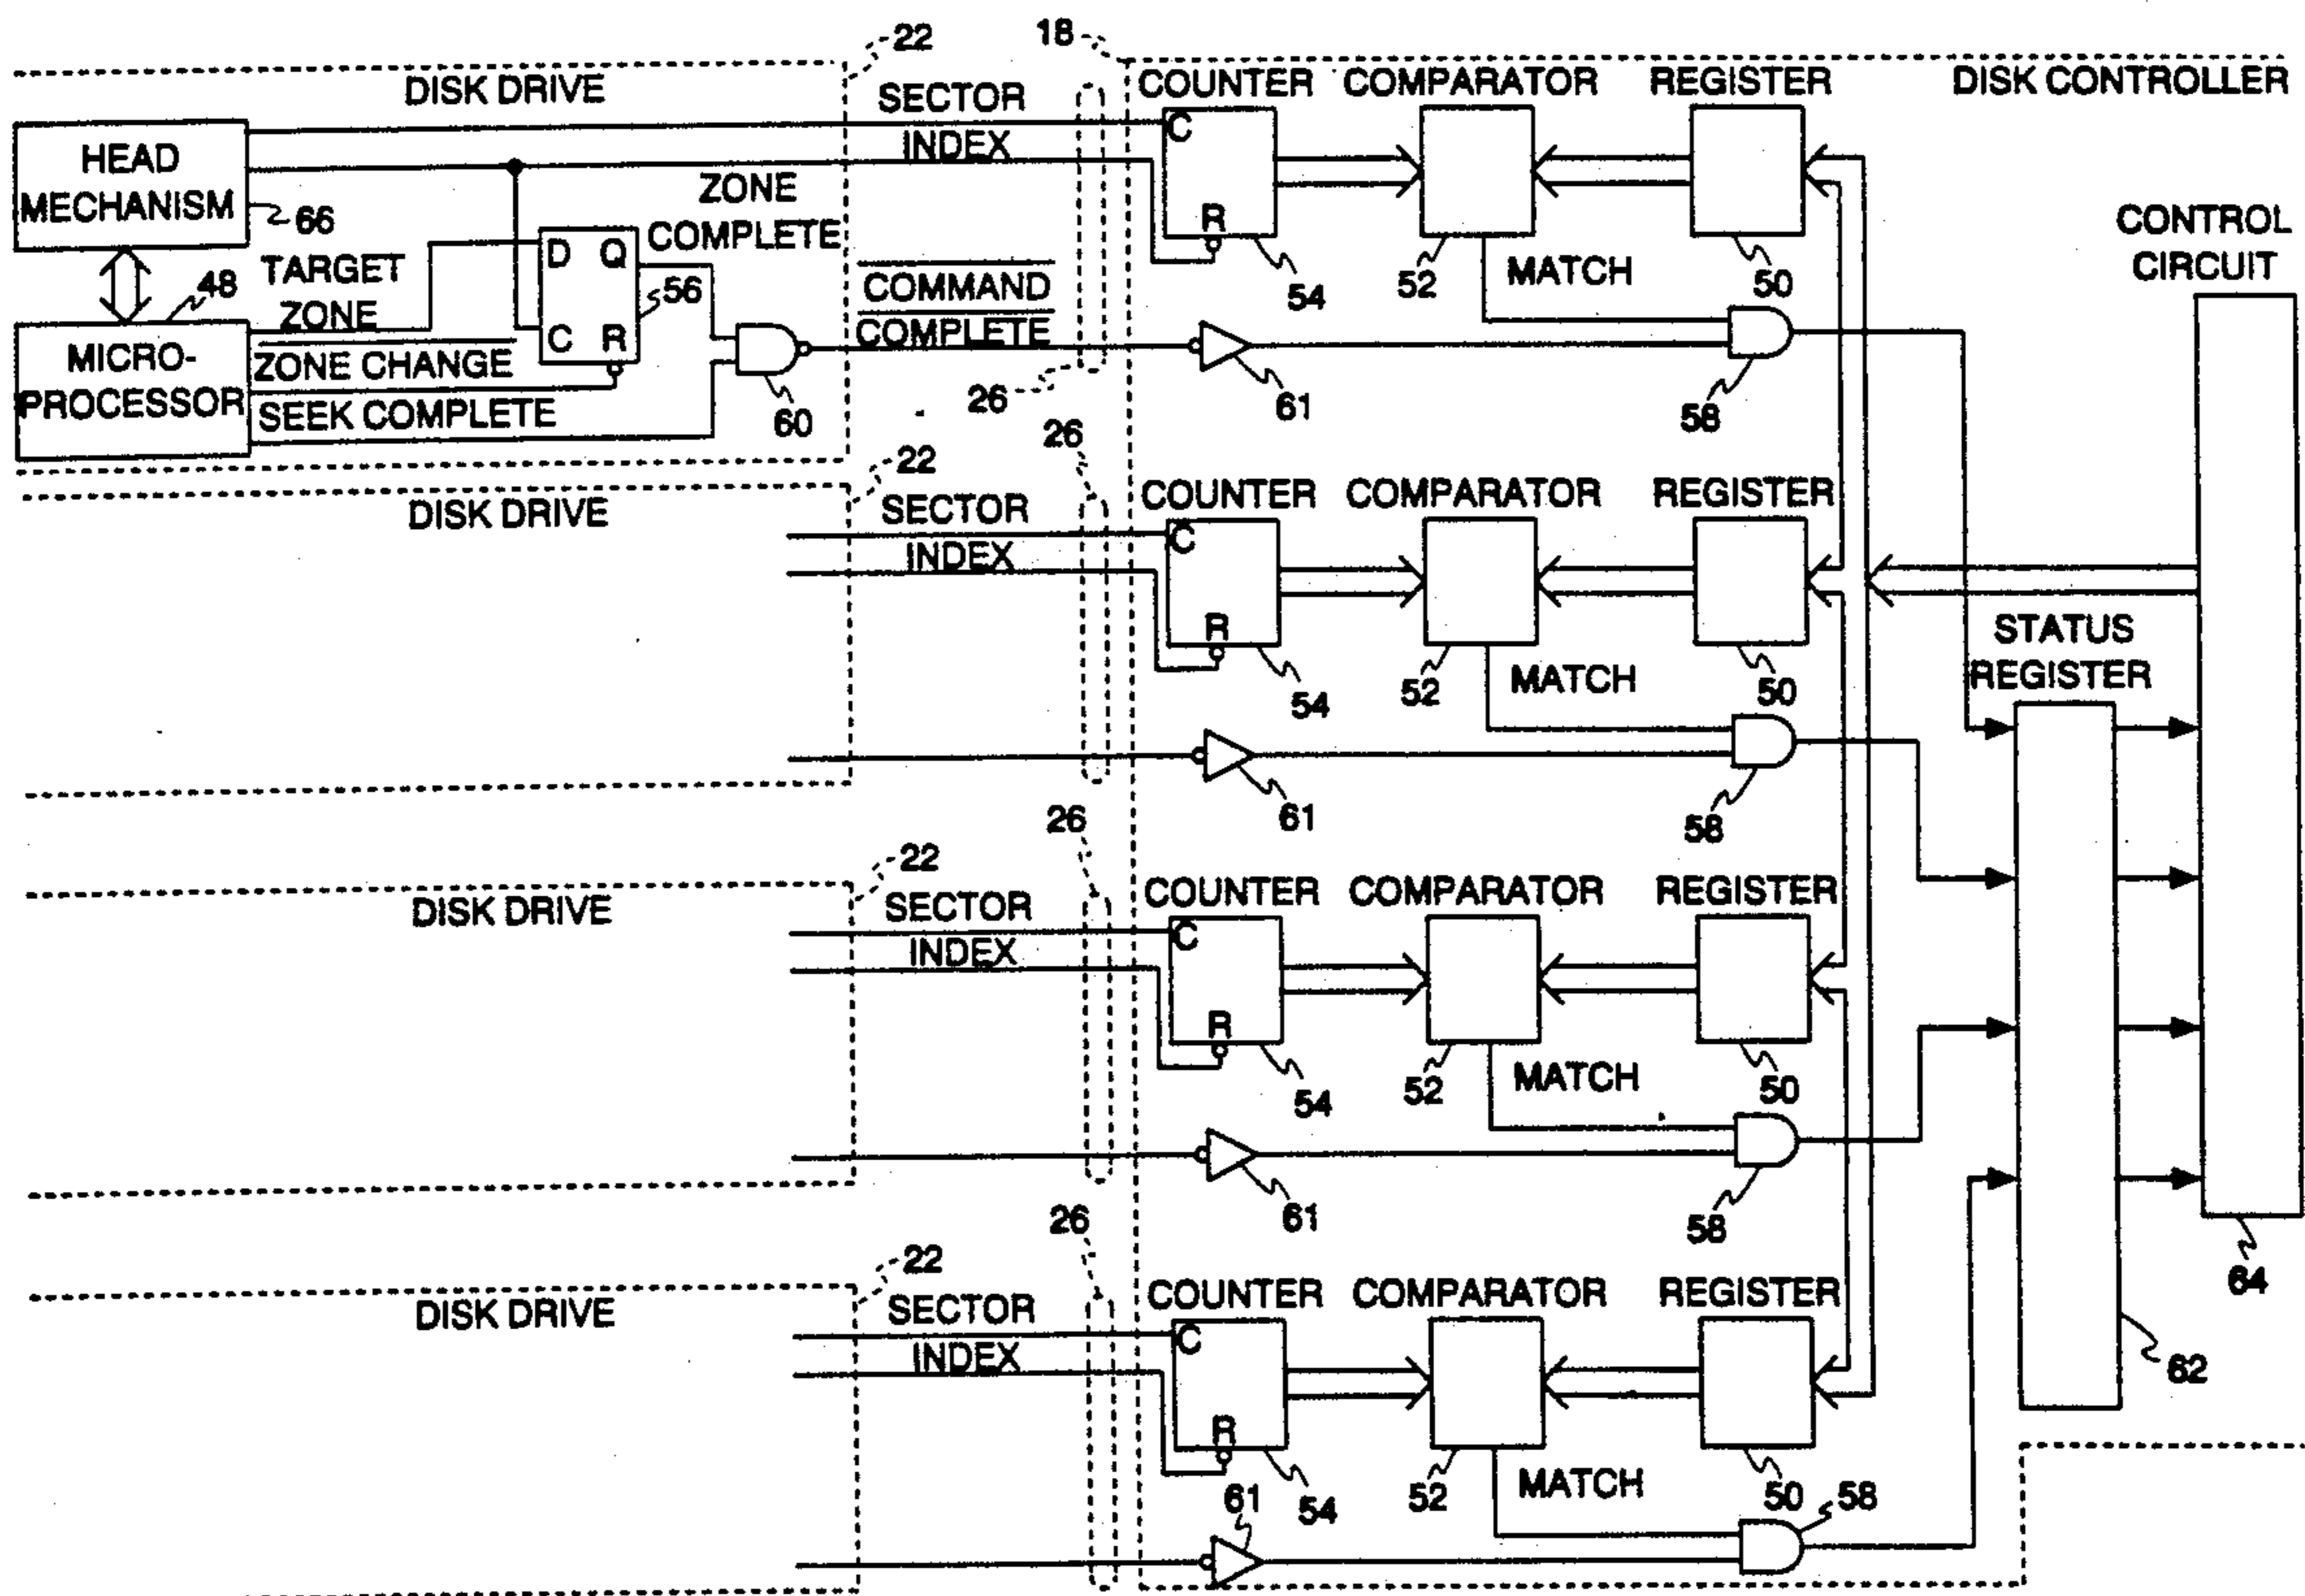 22
18
DISK DRIVE
SECTOR
COUNTER
COMPARATOR
REGISTER
DISK CONTROLLER
HEAD
MECHANISM
66
INDEX
C
R
ZONE
COMPLETE
TARGET
ZONE
48
D
Q
C
R
56
MICRO-
PROCESSOR
ZONE CHANGE
SEEK COMPLETE
60
COMMAND
COMPLETE
26
54
52
MATCH
50
61
58
CONTROL
CIRCUIT
22
26
DISK DRIVE
SECTOR
INDEX
COUNTER
COMPARATOR
REGISTER
C
R
54
52
MATCH
50
61
58
STATUS
REGISTER
22
26
DISK DRIVE
SECTOR
INDEX
COUNTER
COMPARATOR
REGISTER
C
R
54
52
MATCH
50
61
58
64
22
26
DISK DRIVE
SECTOR
INDEX
COUNTER
COMPARATOR
REGISTER
C
R
62
61
54
52
MATCH
50
58